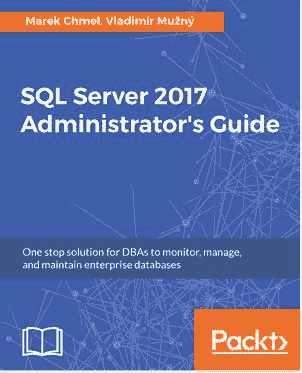 Marek Chmel, Vladimír Mužný
SQL Server 2017
Administrator's Guide
One stop solution for DBAs to monitor, manage,
and maintain enterprise databases
Packt>